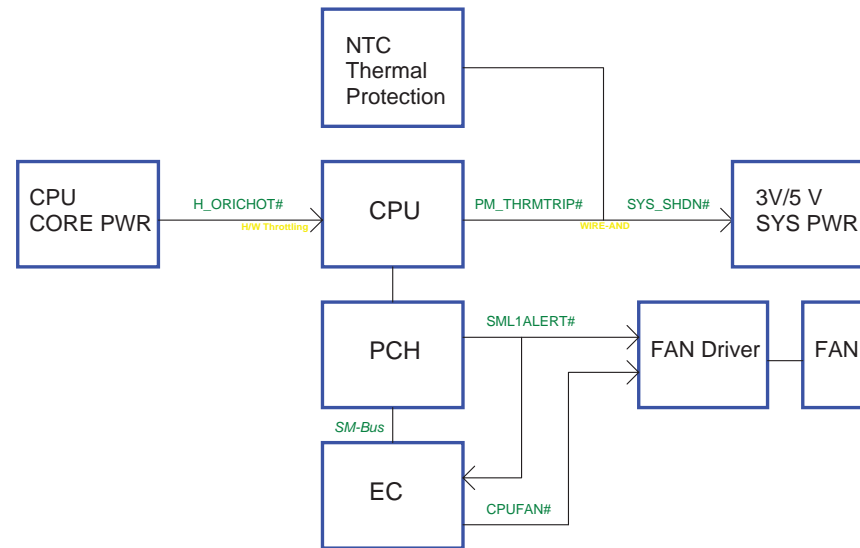 NTC
Thermal
Protection
CPU
CORE PWR
H_ORICHOT#
H/W Throttling
CPU
PM_THRMTRIP#
WIRE-AND
SYS_SHDN#
3V/5 V
SYS PWR
PCH
SML1ALERT#
FAN Driver
FAN
SM-Bus
EC
CPUFAN#